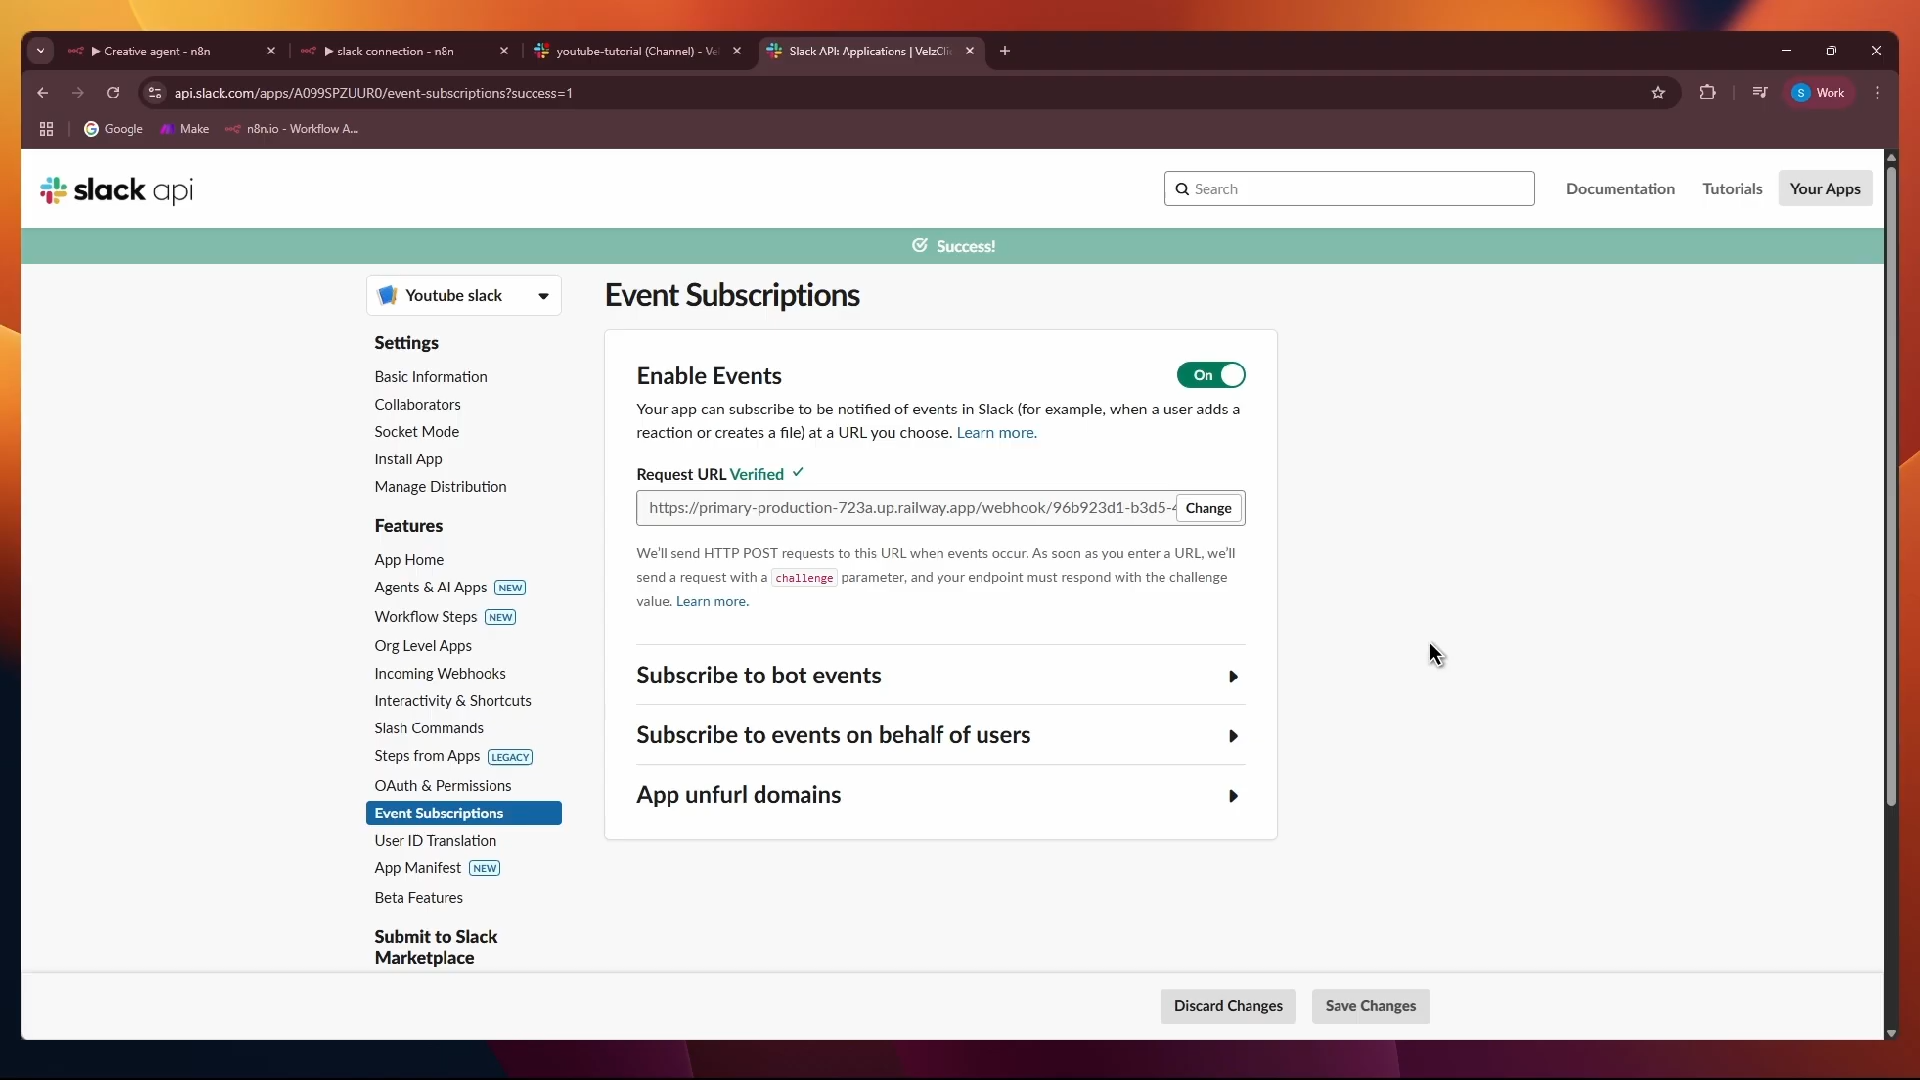 Creative agent - n8n
slack connection - n8n
youtube-tutorial (Channel) - Ve
Slack API: Applications | VelzCli
api.slack.com/apps/A099SPZUUR0/event-subscriptions?success=1
S Work
Google
Make
n8n.io - Workflow A...
slack api
Search
Documentation
Tutorials
Your Apps
Success!
Youtube slack
Settings
Basic Information
Collaborators
Socket Mode
Install App
Manage Distribution
Features
App Home
Agents & AI Apps NEW
Workflow Steps NEW
Org Level Apps
Incoming Webhooks
Interactivity & Shortcuts
Slash Commands
Steps from Apps LEGACY
OAuth & Permissions
Event Subscriptions
User ID Translation
App Manifest NEW
Beta Features
Submit to Slack
Marketplace
Event Subscriptions
Enable Events
On
Your app can subscribe to be notified of events in Slack (for example, when a user adds a
reaction or creates a file) at a URL you choose. Learn more.
Request URL Verified
https://primary-production-723a.up.railway.app/webhook/96b923d1-b3d5-4
Change
We'll send HTTP POST requests to this URL when events occur. As soon as you enter a URL, we'll
send a request with a challenge parameter, and your endpoint must respond with the challenge
value. Learn more.
Subscribe to bot events
Subscribe to events on behalf of users
App unfurl domains
Discard Changes
Save Changes